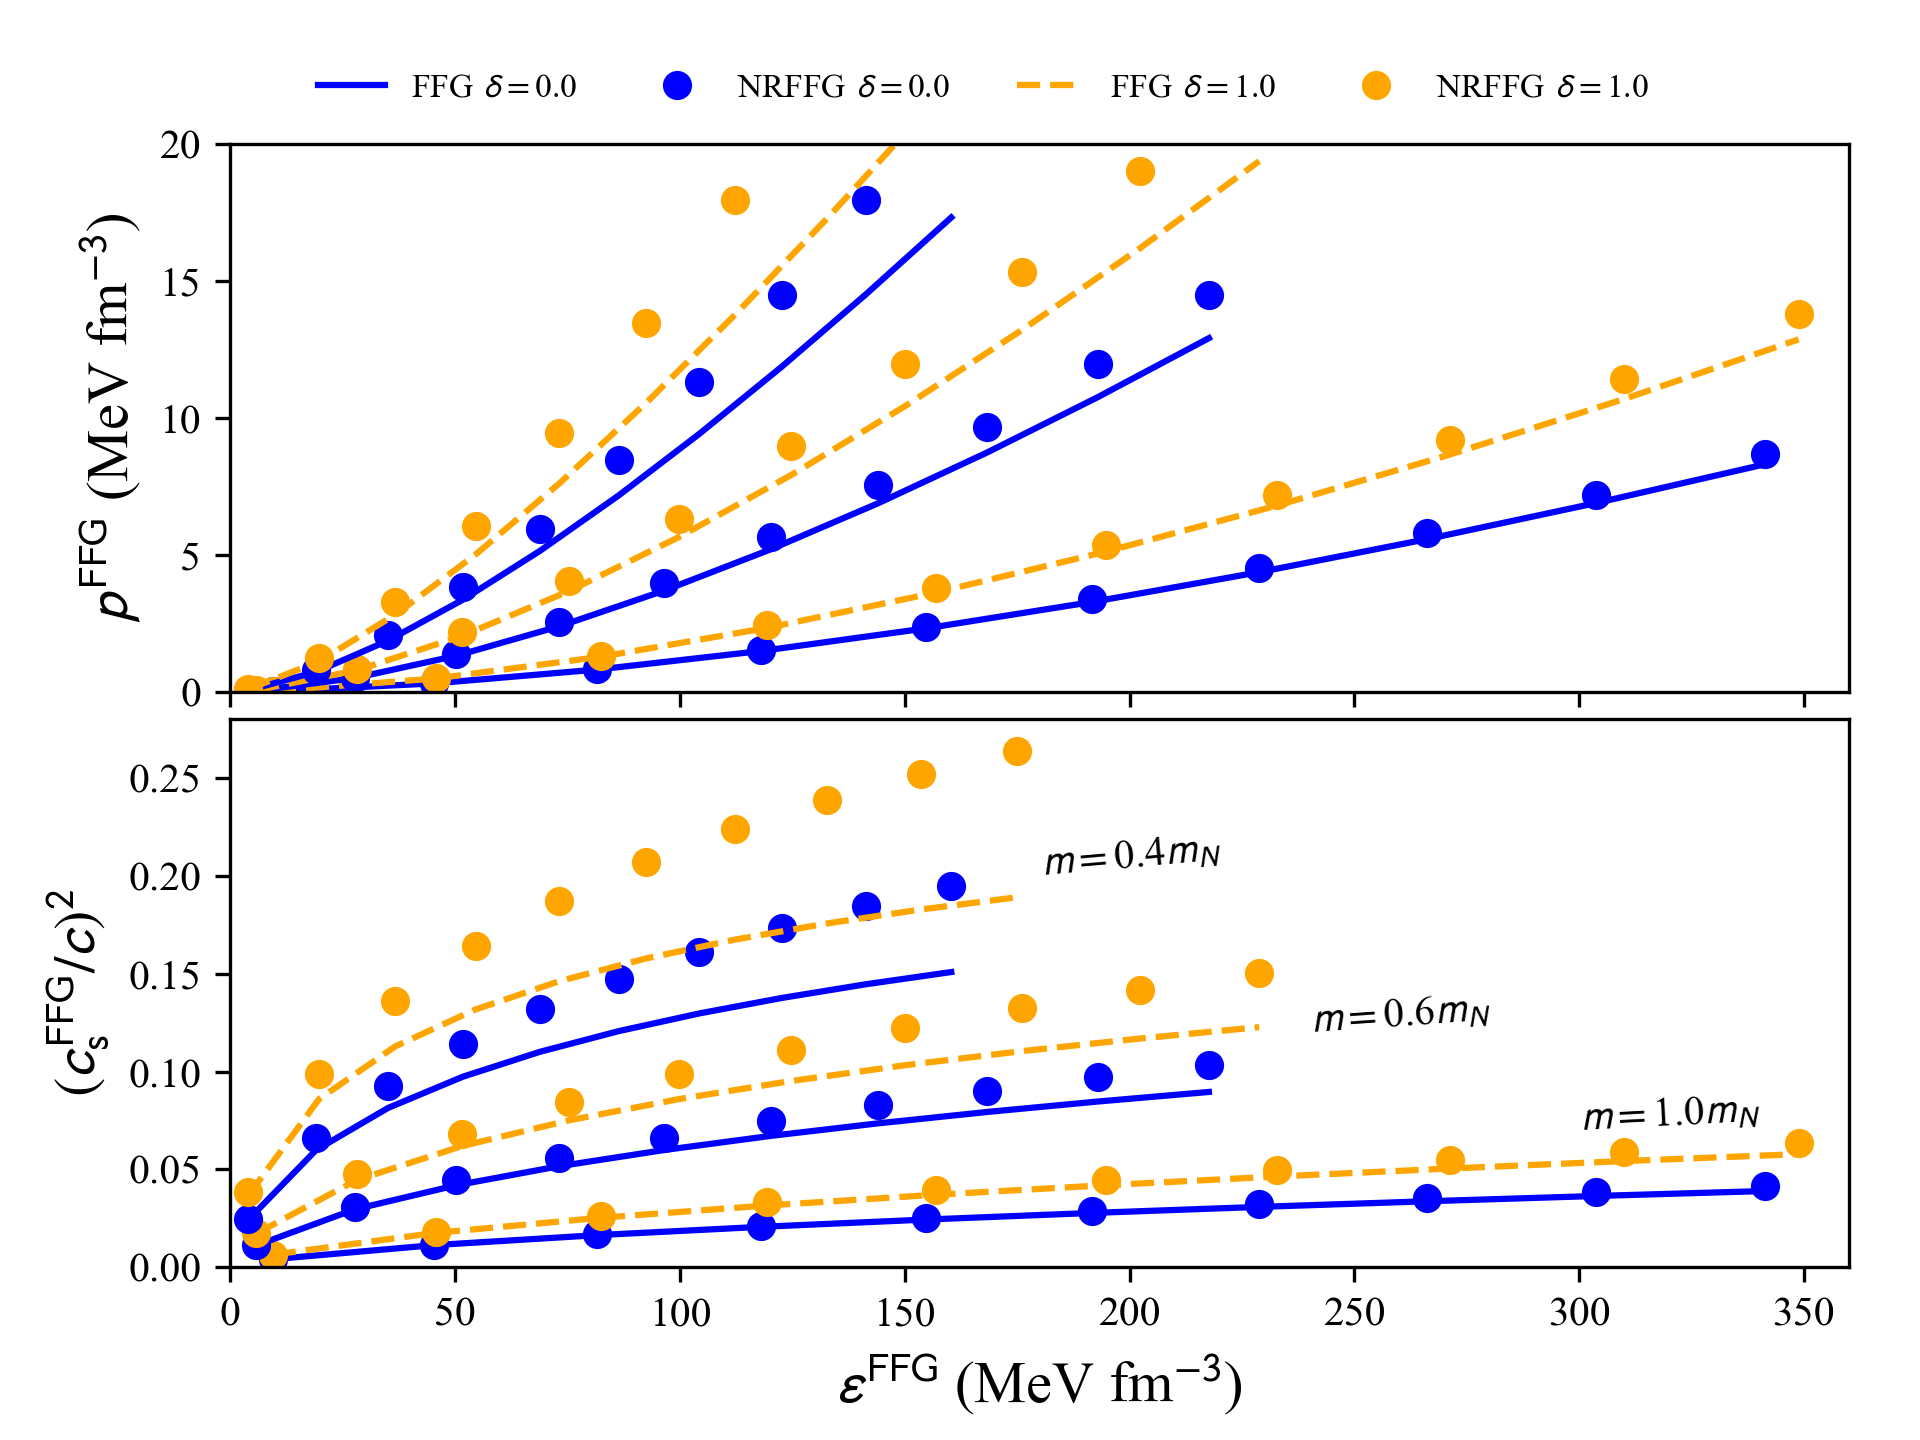 FFG δ = 0.0 NRFFG δ = 0.0 FFG δ = 1.0 NRFFG δ = 1.0
20
15
10
5
0
p^FFG (MeV fm⁻³)
0.25
0.20
0.15
0.10
0.05
0.00
(c_s^FFG/c)²
m = 0.4m_N
m = 0.6m_N
m = 1.0m_N
0 50 100 150 200 250 300 350
ε^FFG (MeV fm⁻³)